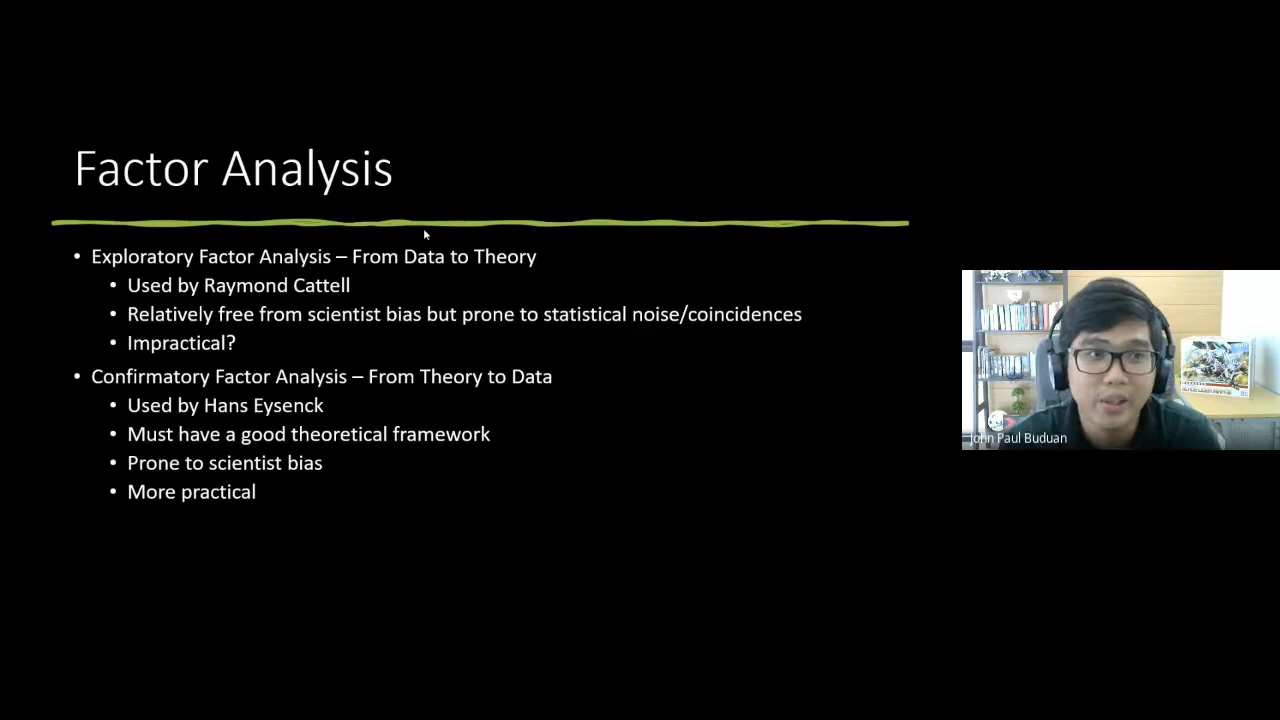 Factor Analysis
• Exploratory Factor Analysis – From Data to Theory
• Used by Raymond Cattell
• Relatively free from scientist bias but prone to statistical noise/coincidences
• Impractical?
• Confirmatory Factor Analysis – From Theory to Data
• Used by Hans Eysenck
• Must have a good theoretical framework
• Prone to scientist bias
• More practical
John Paul Buduan